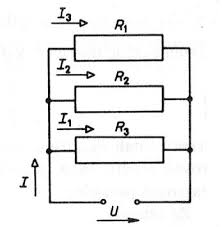 I₃ R₁
I₂ R₂
I₁ R₃
I
U